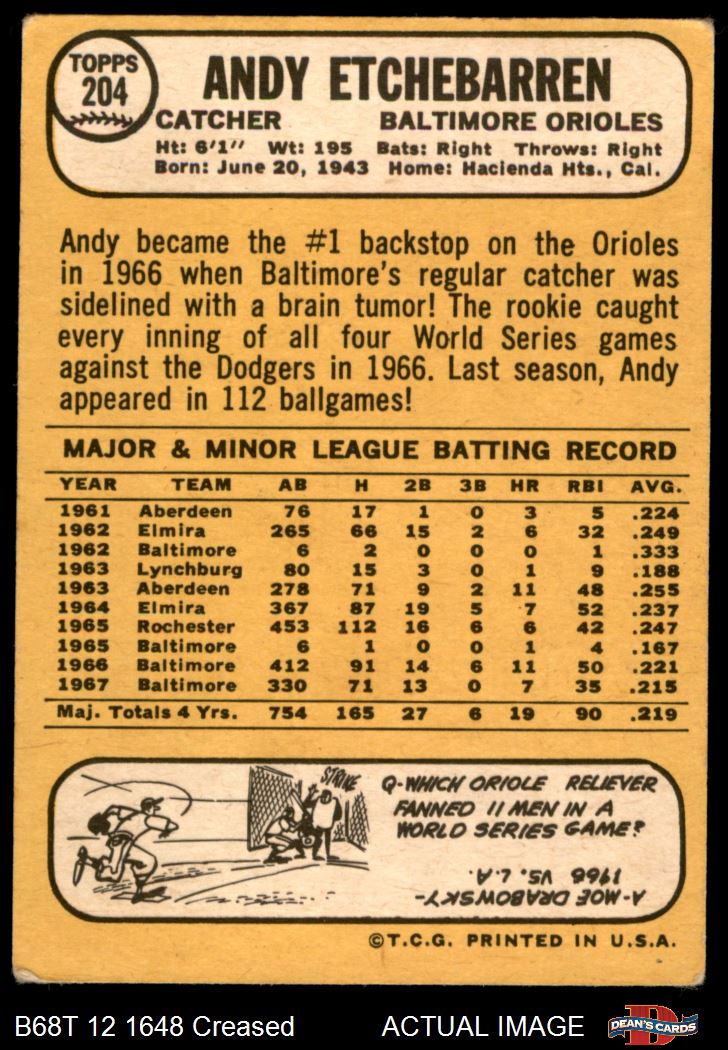 TOPPS
204
ANDY ETCHEBARREN
CATCHER BALTIMORE ORIOLES
Ht: 6'1" Wt: 195 Bats: Right Throws: Right
Born: June 20, 1943 Home: Hacienda Hts., Cal.
Andy became the #1 backstop on the Orioles
in 1966 when Baltimore's regular catcher was
sidelined with a brain tumor! The rookie caught
every inning of all four World Series games
against the Dodgers in 1966. Last season, Andy
appeared in 112 ballgames!
MAJOR & MINOR LEAGUE BATTING RECORD
YEAR TEAM AB H 2B 3B HR RBI AVG.
1961 Aberdeen 76 17 1 0 3 5 .224
1962 Elmira 265 66 15 2 6 32 .249
1962 Baltimore 6 2 0 0 0 1 .333
1963 Lynchburg 80 15 3 0 1 9 .188
1963 Aberdeen 278 71 9 2 11 48 .255
1964 Elmira 367 87 19 5 7 52 .237
1965 Rochester 453 112 16 6 6 42 .247
1965 Baltimore 6 1 0 0 1 4 .167
1966 Baltimore 412 91 14 6 11 50 .221
1967 Baltimore 330 71 13 0 7 35 .215
Maj. Totals 4 Yrs. 754 165 27 6 19 90 .219
STRIKE
Q-WHICH ORIOLE RELIEVER
FANNED 11 MEN IN A
WORLD SERIES GAME?
A-MOE DRABOWSKY-
1966 VS. L.A.
©T.C.G. PRINTED IN U.S.A.
B68T 12 1648 Creased ACTUAL IMAGE
DEAN'S CARDS